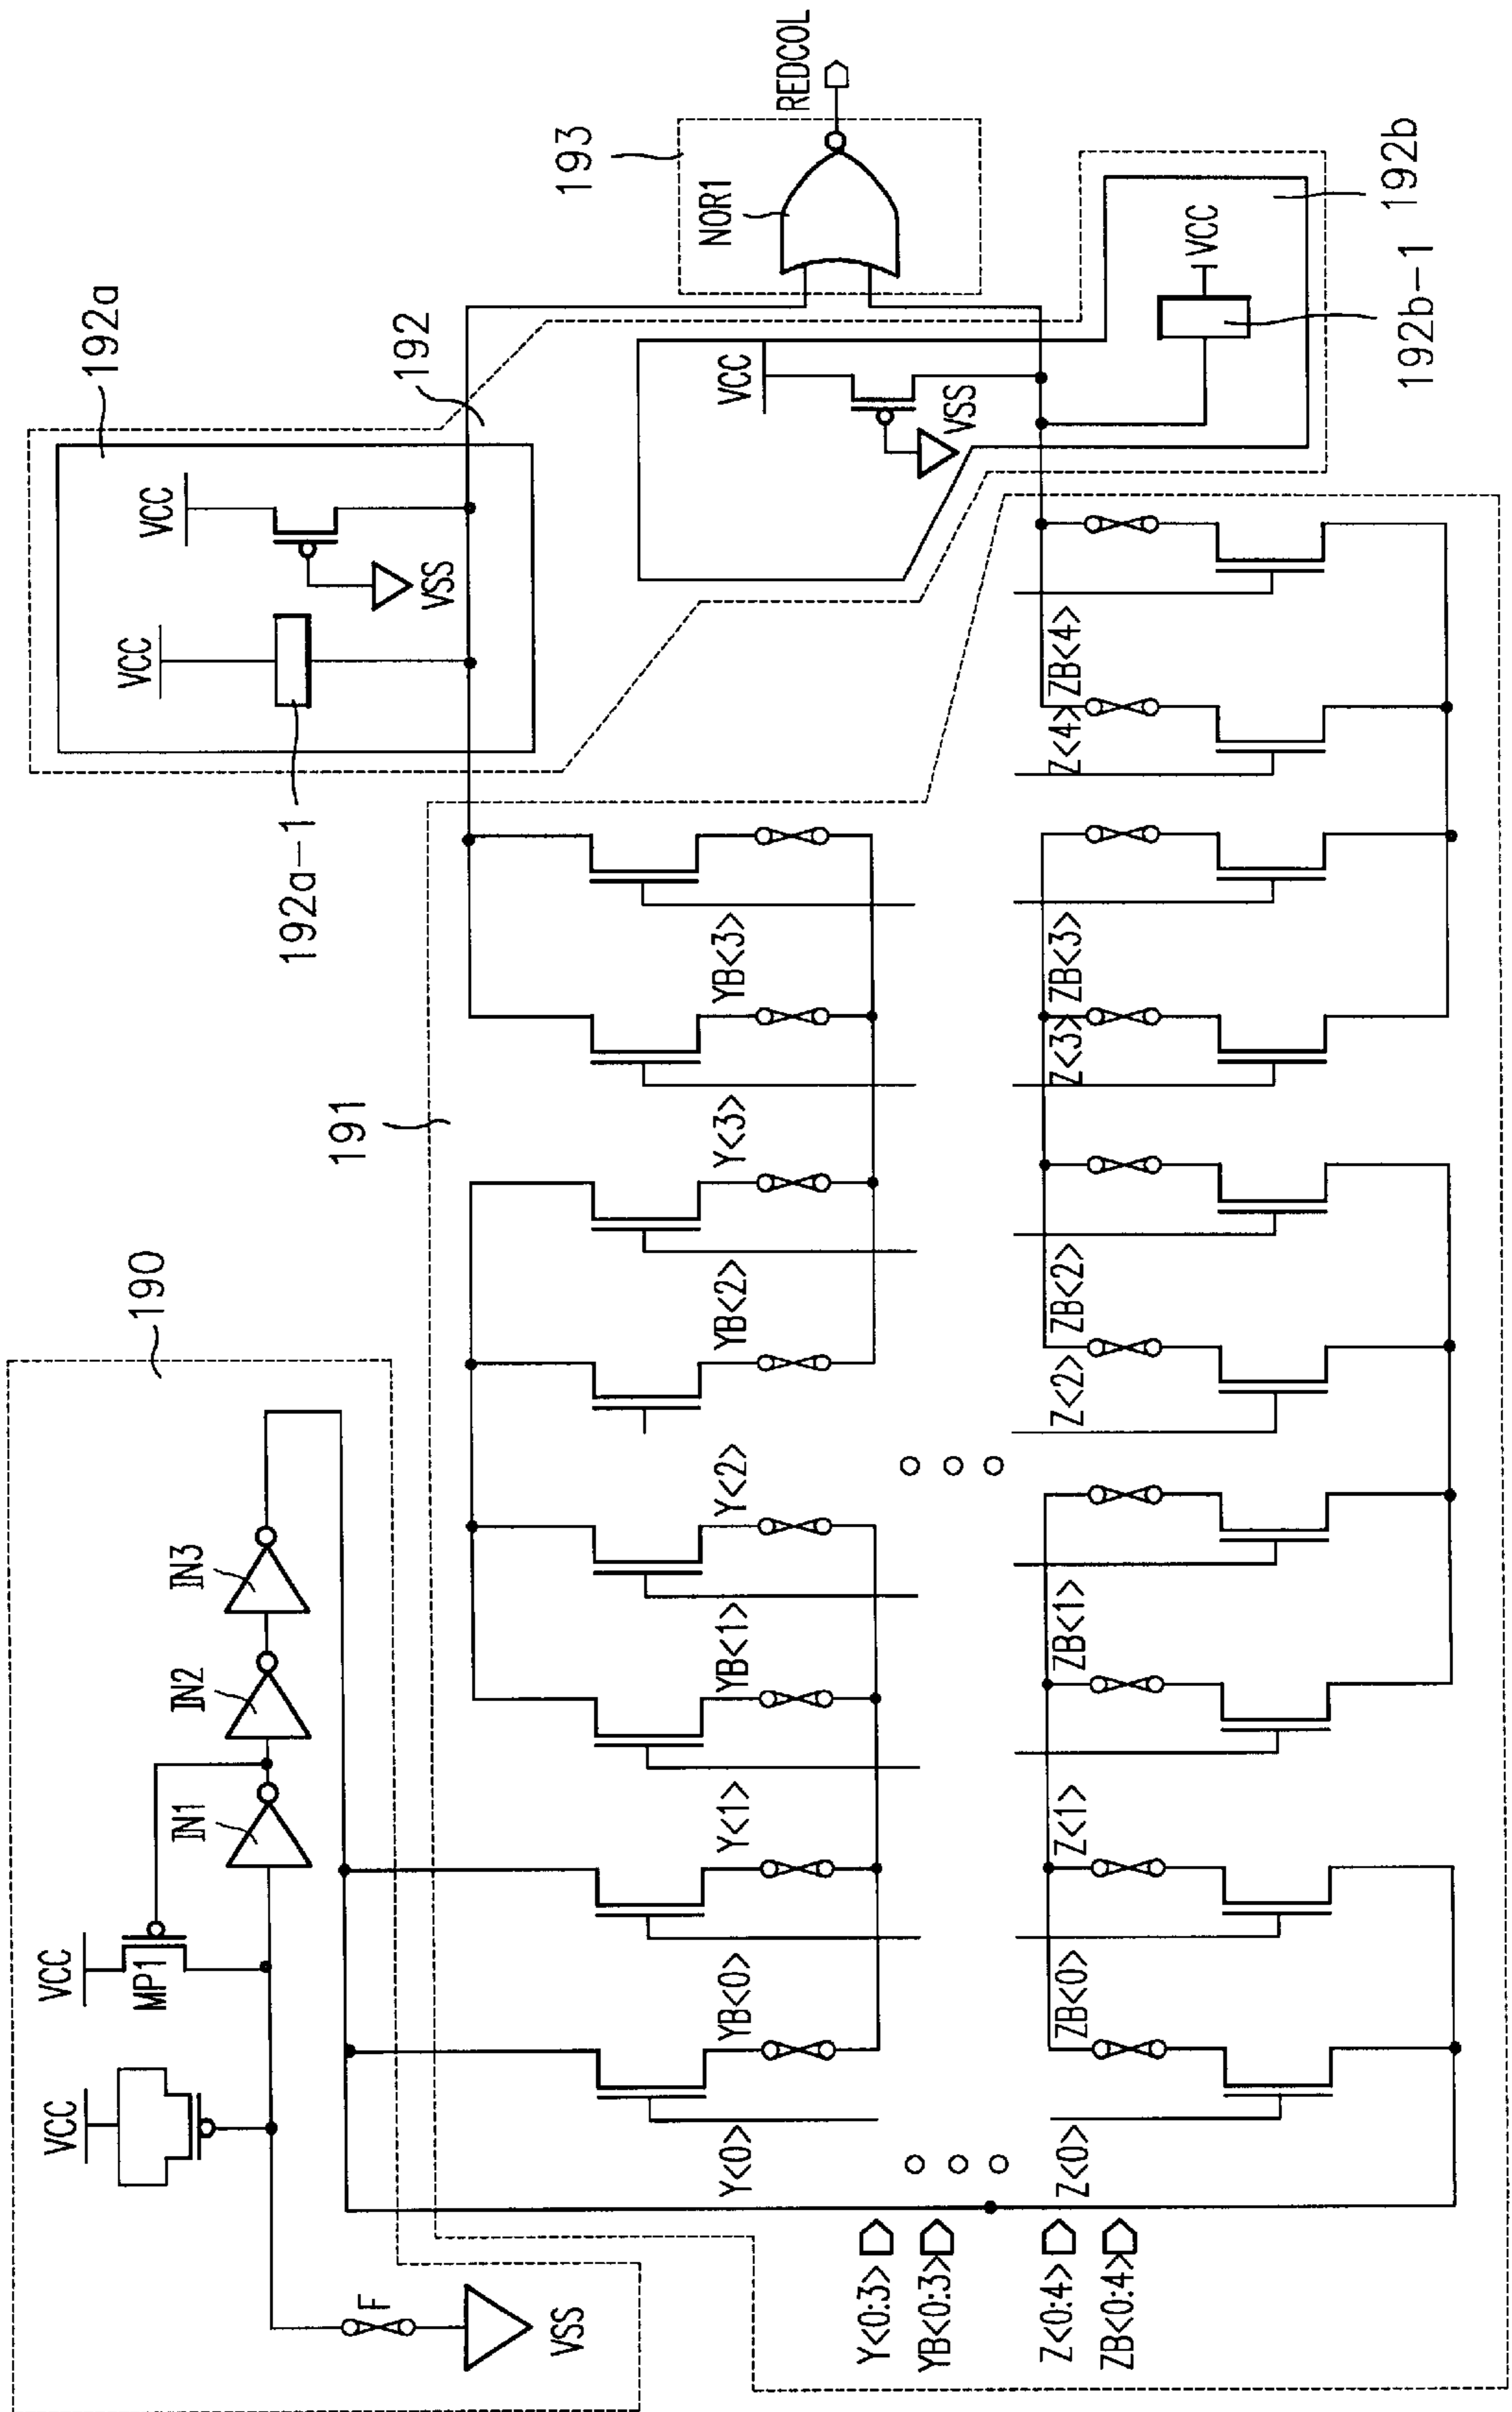 190
VCC
VCC
MP1
IN1
IN2
IN3
F
VSS
191
192a
VCC
VCC
VSS
192a-1
192
193
NOR1
REDCOL
VCC
VSS
VCC
192b
192b-1
Y<0>
YB<0>
Y<1>
YB<1>
Y<2>
YB<2>
Y<3>
YB<3>
Y<0:3>
YB<0:3>
Z<0:4>
ZB<0:4>
Z<0>
ZB<0>
Z<1>
ZB<1>
Z<2>
ZB<2>
Z<3>
ZB<3>
Z<4>
ZB<4>